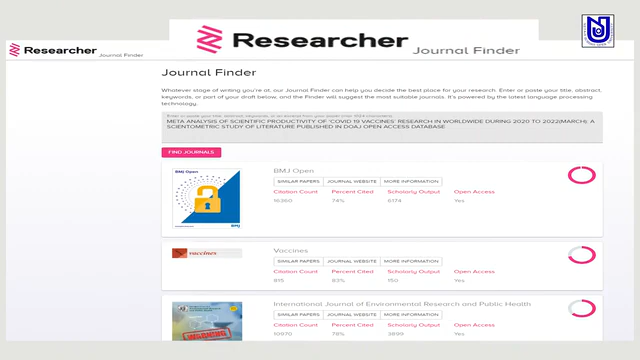 Researcher
Journal Finder
Researcher Journal Finder
Journal Finder
Whatever stage of writing you're at, our Journal Finder can help you decide the best place for your research. Enter or paste your title, abstract,
keywords, or part of your draft below, and the Finder will suggest the most suitable journals. It's powered by the latest language processing
technology.
META ANALYSIS OF SCIENTIFIC PRODUCTIVITY OF 'COVID 19 VACCINES' RESEARCH IN WORLDWIDE DURING 2020 TO 2022(MARCH); A
SCIENTOMETRIC STUDY OF LITERATURE PUBLISHED IN DOAJ OPEN ACCESS DATABASE
FIND JOURNALS
BMJ Open
BMJ
BMJ Open
SIMILAR PAPERS JOURNAL WEBSITE MORE INFORMATION
Citation Count Percent Cited Scholarly Output Open Access
16360 74% 6174 Yes
vaccines
Vaccines
SIMILAR PAPERS JOURNAL WEBSITE MORE INFORMATION
Citation Count Percent Cited Scholarly Output Open Access
815 93% 150 Yes
WARNING
International Journal of Environmental Research and Public Health
SIMILAR PAPERS JOURNAL WEBSITE MORE INFORMATION
Citation Count Percent Cited Scholarly Output Open Access
10670 78% 3899 Yes